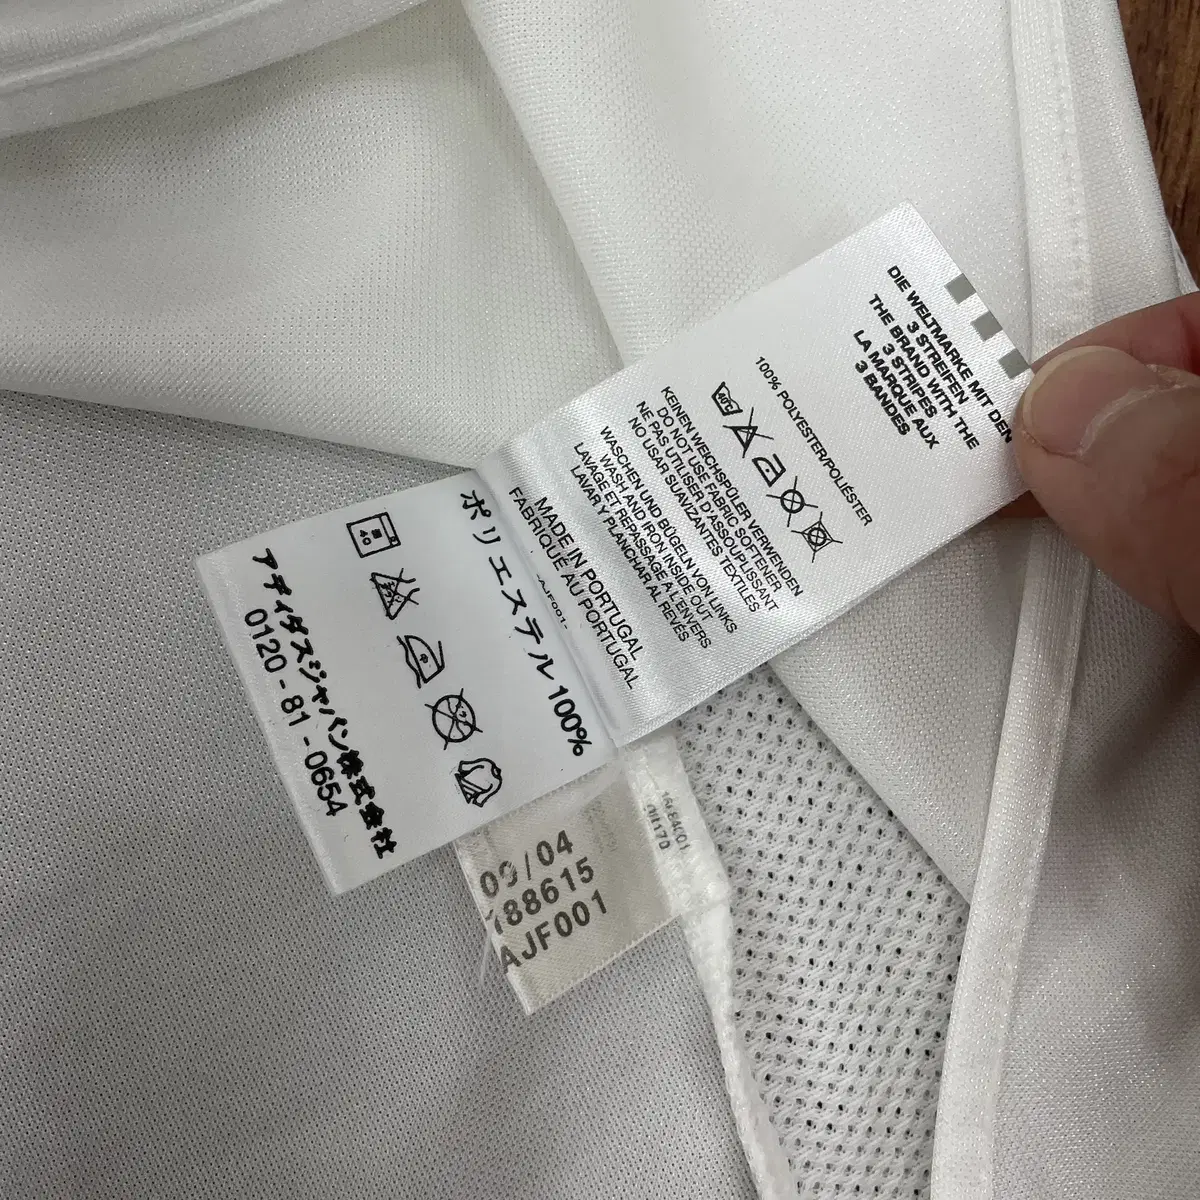 DIE WELTMARKE MIT DEN
3 STREIFEN
THE BRAND WITH THE
3 STRIPES
LA MARQUE AUX
3 BANDES
100% POLYESTER/POLIÉSTER
40°C
KEINEN WEICHSPÜLER VERWENDEN
DO NOT USE FABRIC SOFTENER
NE PAS UTILISER D'ASSOUPLISSANT
NO USAR SUAVIZANTES TEXTILES
WASCHEN UND BÜGELN VON LINKS
WASH AND IRON INSIDE OUT
LAVAGE ET REPASSAGE A L'ENVERS
LAVAR Y PLANCHAR AL REVÉS
MADE IN PORTUGAL
FABRIQUÉ AU PORTUGAL
-AJF001-
ポリエステル100%
40
アディダスジャパン株式会社
0120-81-0654
09/04
188615
AJF001